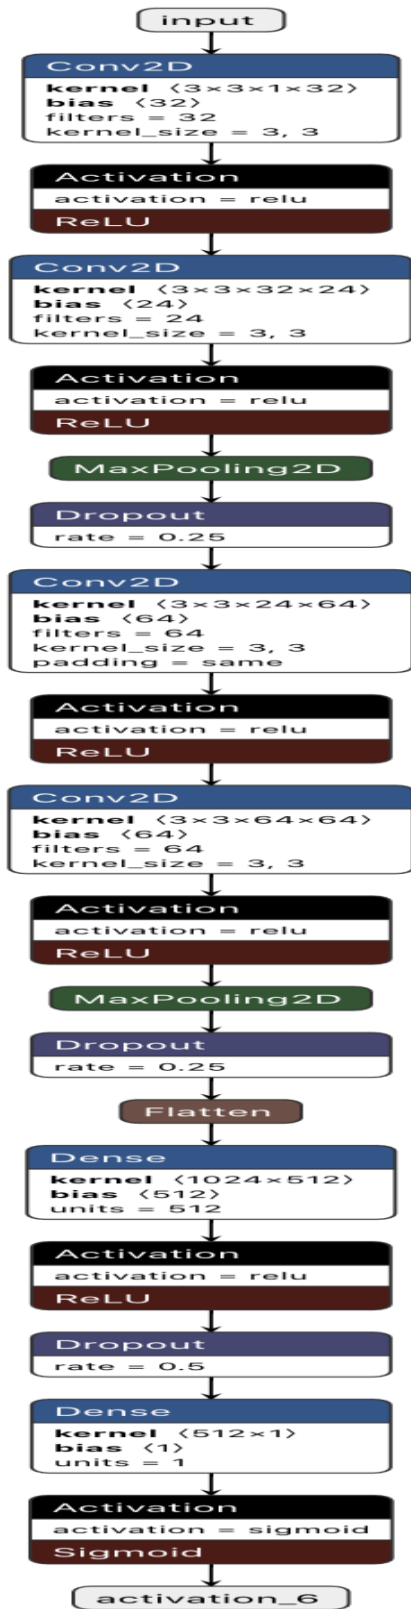 input
Conv2D
kernel ⟨3×3×1×32⟩
bias ⟨32⟩
filters = 32
kernel_size = 3, 3
Activation
activation = relu
ReLU
Conv2D
kernel ⟨3×3×32×24⟩
bias ⟨24⟩
filters = 24
kernel_size = 3, 3
Activation
activation = relu
ReLU
MaxPooling2D
Dropout
rate = 0.25
Conv2D
kernel ⟨3×3×24×64⟩
bias ⟨64⟩
filters = 64
kernel_size = 3, 3
padding = same
Activation
activation = relu
ReLU
Conv2D
kernel ⟨3×3×64×64⟩
bias ⟨64⟩
filters = 64
kernel_size = 3, 3
Activation
activation = relu
ReLU
MaxPooling2D
Dropout
rate = 0.25
Flatten
Dense
kernel ⟨1024×512⟩
bias ⟨512⟩
units = 512
Activation
activation = relu
ReLU
Dropout
rate = 0.5
Dense
kernel ⟨512×1⟩
bias ⟨1⟩
units = 1
Activation
activation = sigmoid
Sigmoid
activation_6